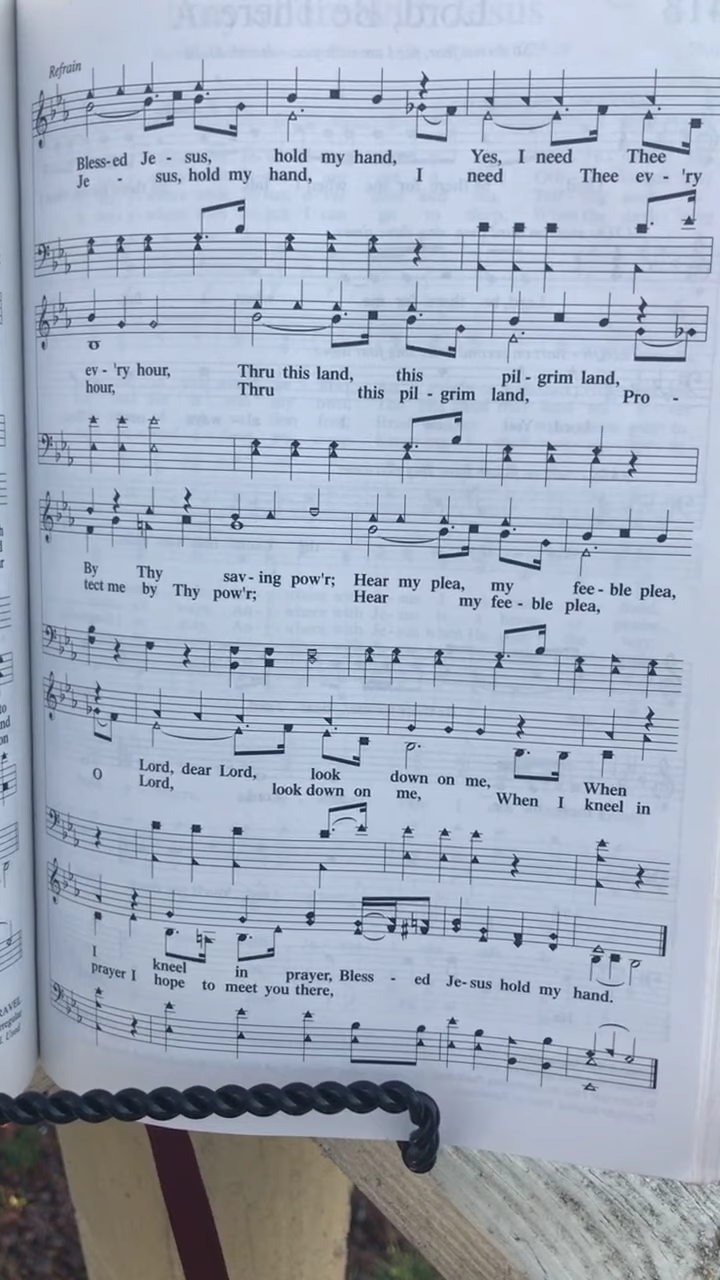 Refrain
Bless-ed Je - sus, hold my hand, Yes, I need Thee
Je - sus, hold my hand, I need Thee ev - 'ry
ev - 'ry hour, Thru this land, this pil - grim land,
hour, Thru this pil - grim land, Pro -
By Thy sav - ing pow'r; Hear my plea, my fee - ble plea,
tect me by Thy pow'r; Hear my fee - ble plea,
O Lord, dear Lord, look down on me, When
Lord, look down on me, When I kneel in
I kneel in prayer, Bless - ed Je - sus hold my hand.
prayer I hope to meet you there,